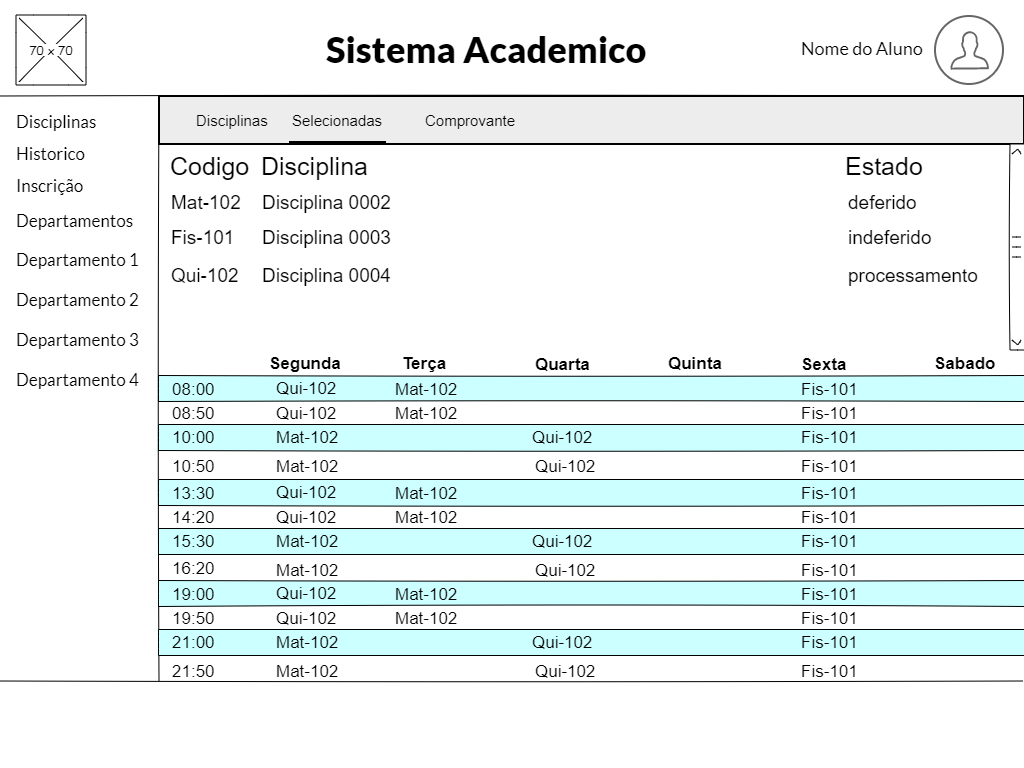 70 x 70
Sistema Academico
Nome do Aluno
Disciplinas
Historico
Inscrição
Departamentos
Departamento 1
Departamento 2
Departamento 3
Departamento 4
Disciplinas Selecionadas Comprovante
Codigo Disciplina Estado
Mat-102 Disciplina 0002 deferido
Fis-101 Disciplina 0003 indeferido
Qui-102 Disciplina 0004 processamento
Segunda Terça Quarta Quinta Sexta Sabado
08:00 Qui-102 Mat-102 Fis-101
08:50 Qui-102 Mat-102 Fis-101
10:00 Mat-102 Qui-102 Fis-101
10:50 Mat-102 Qui-102 Fis-101
13:30 Qui-102 Mat-102 Fis-101
14:20 Qui-102 Mat-102 Fis-101
15:30 Mat-102 Qui-102 Fis-101
16:20 Mat-102 Qui-102 Fis-101
19:00 Qui-102 Mat-102 Fis-101
19:50 Qui-102 Mat-102 Fis-101
21:00 Mat-102 Qui-102 Fis-101
21:50 Mat-102 Qui-102 Fis-101